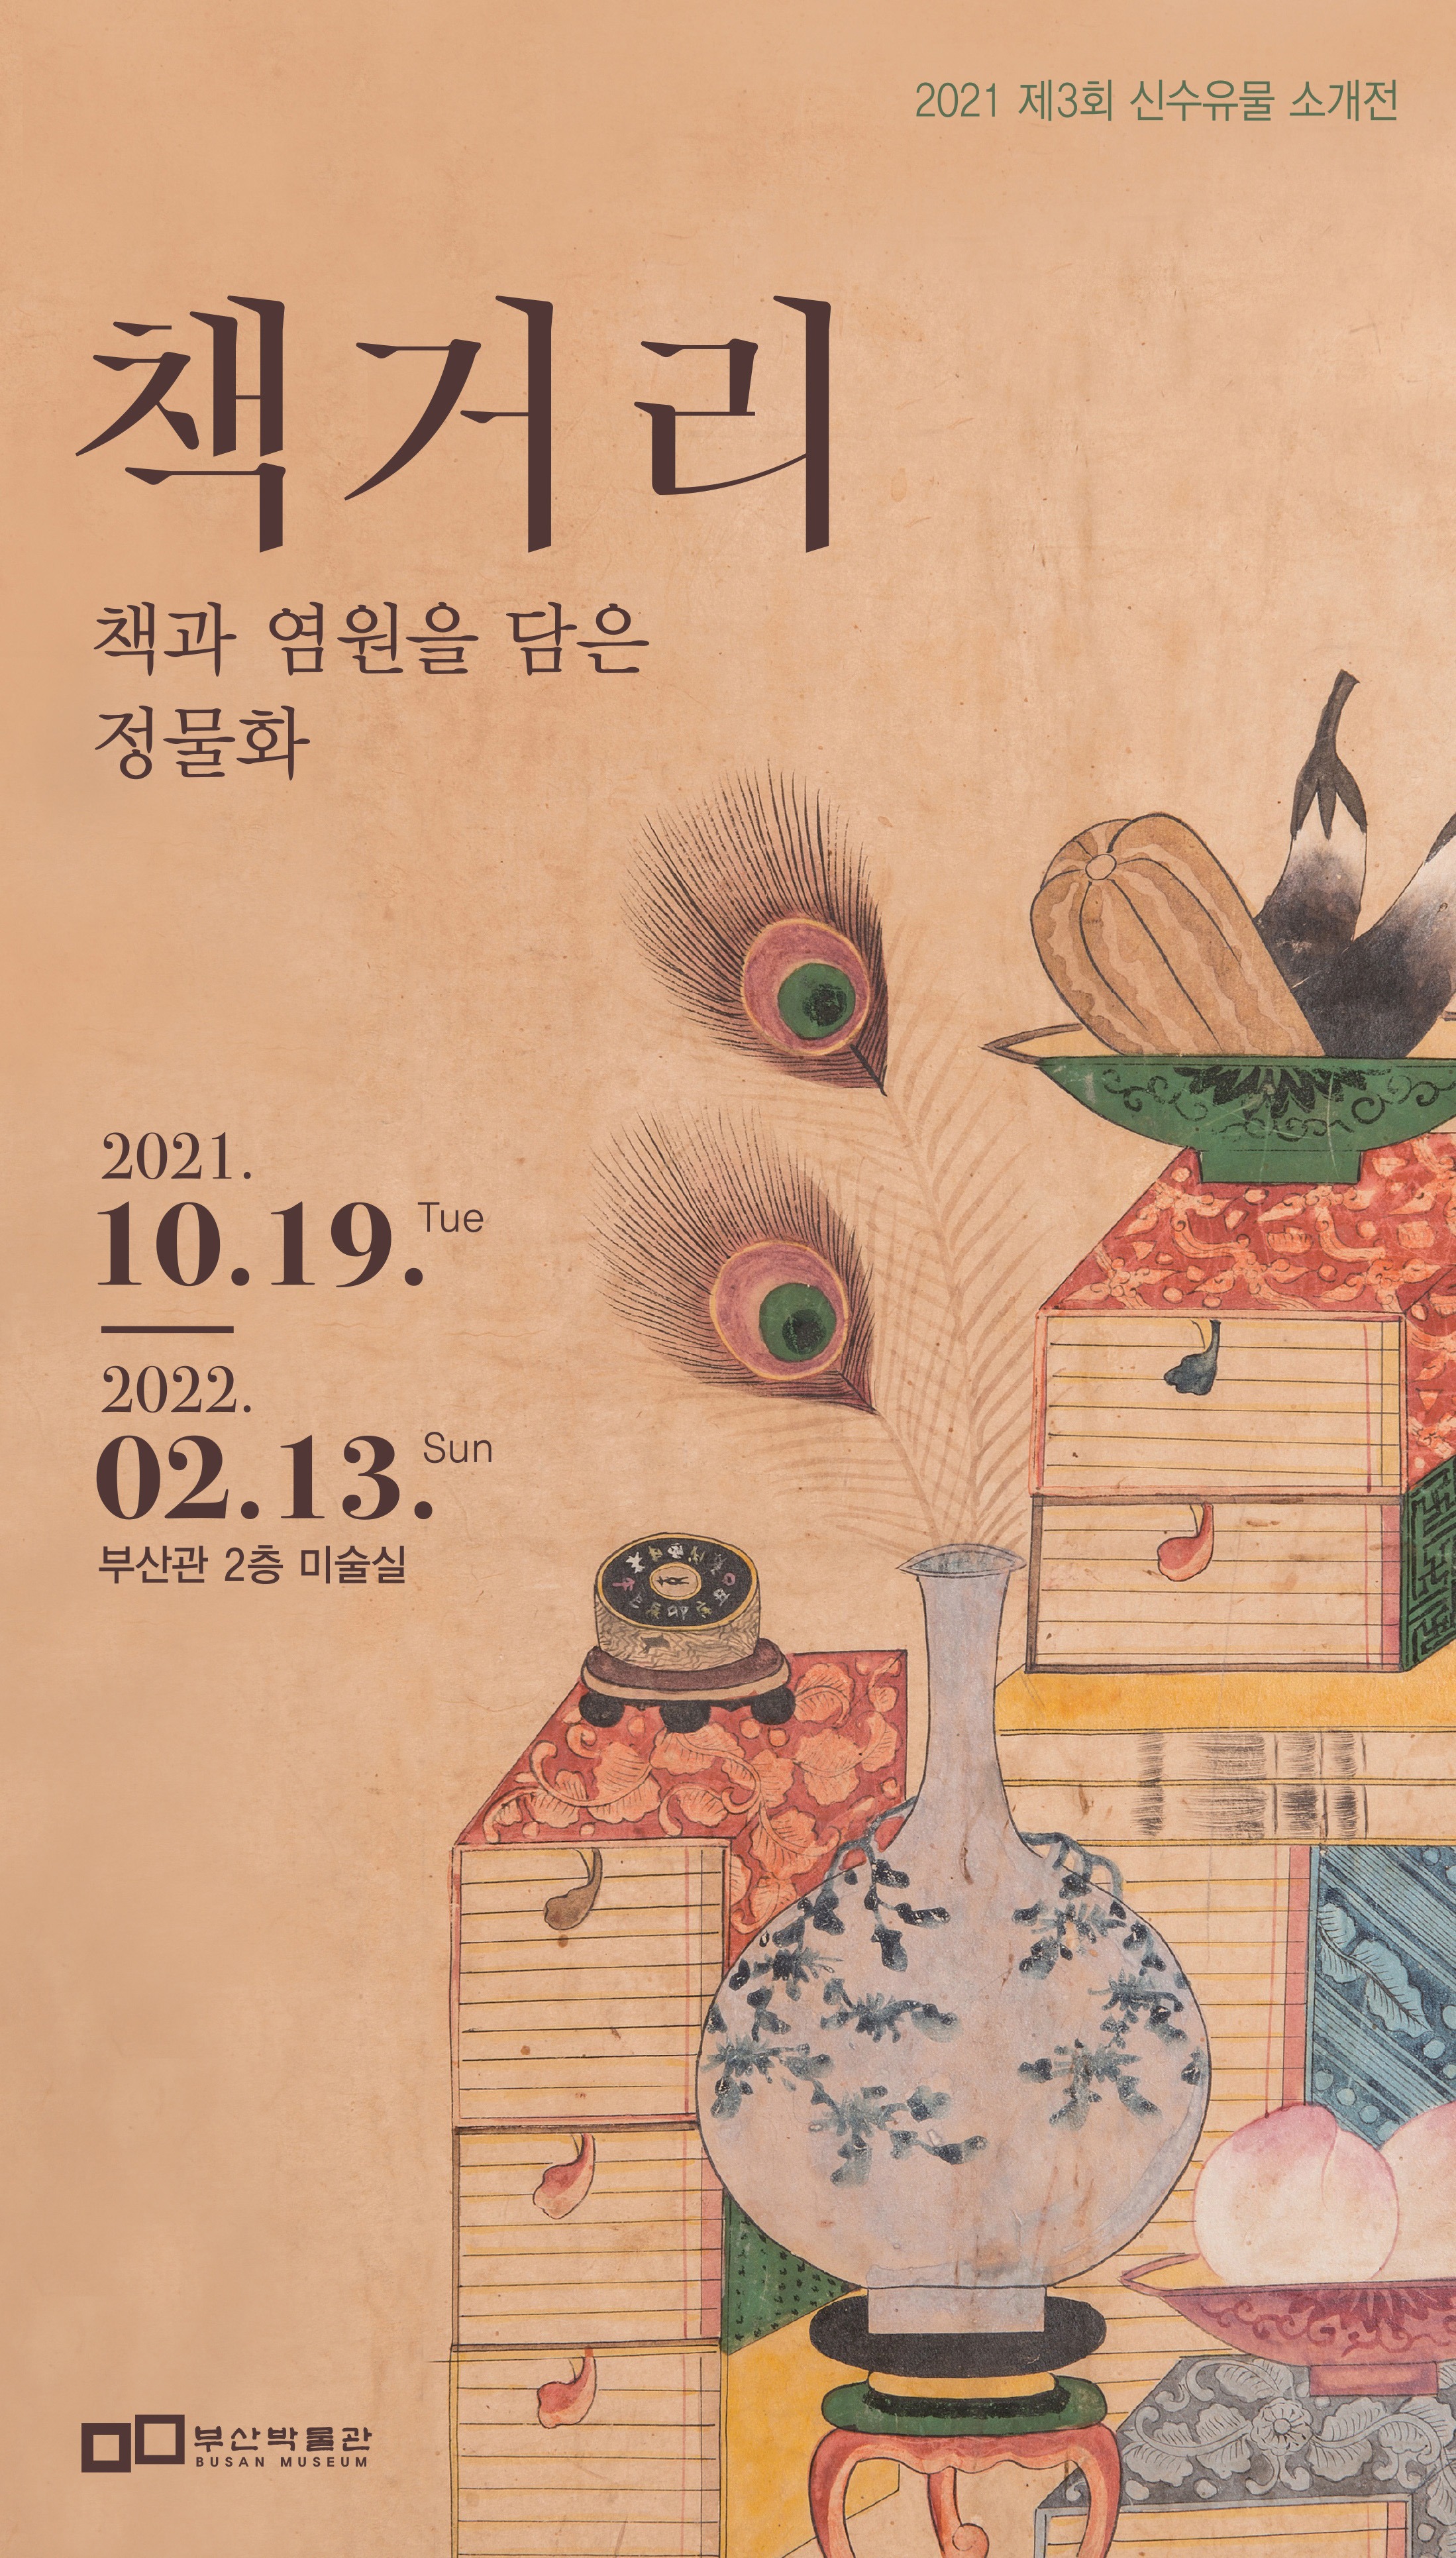 2021 제3회 신수유물 소개전
책거리
책과 염원을 담은
정물화
2021.
10.19. Tue
2022.
02.13. Sun
부산관 2층 미술실
부산박물관
BUSAN MUSEUM